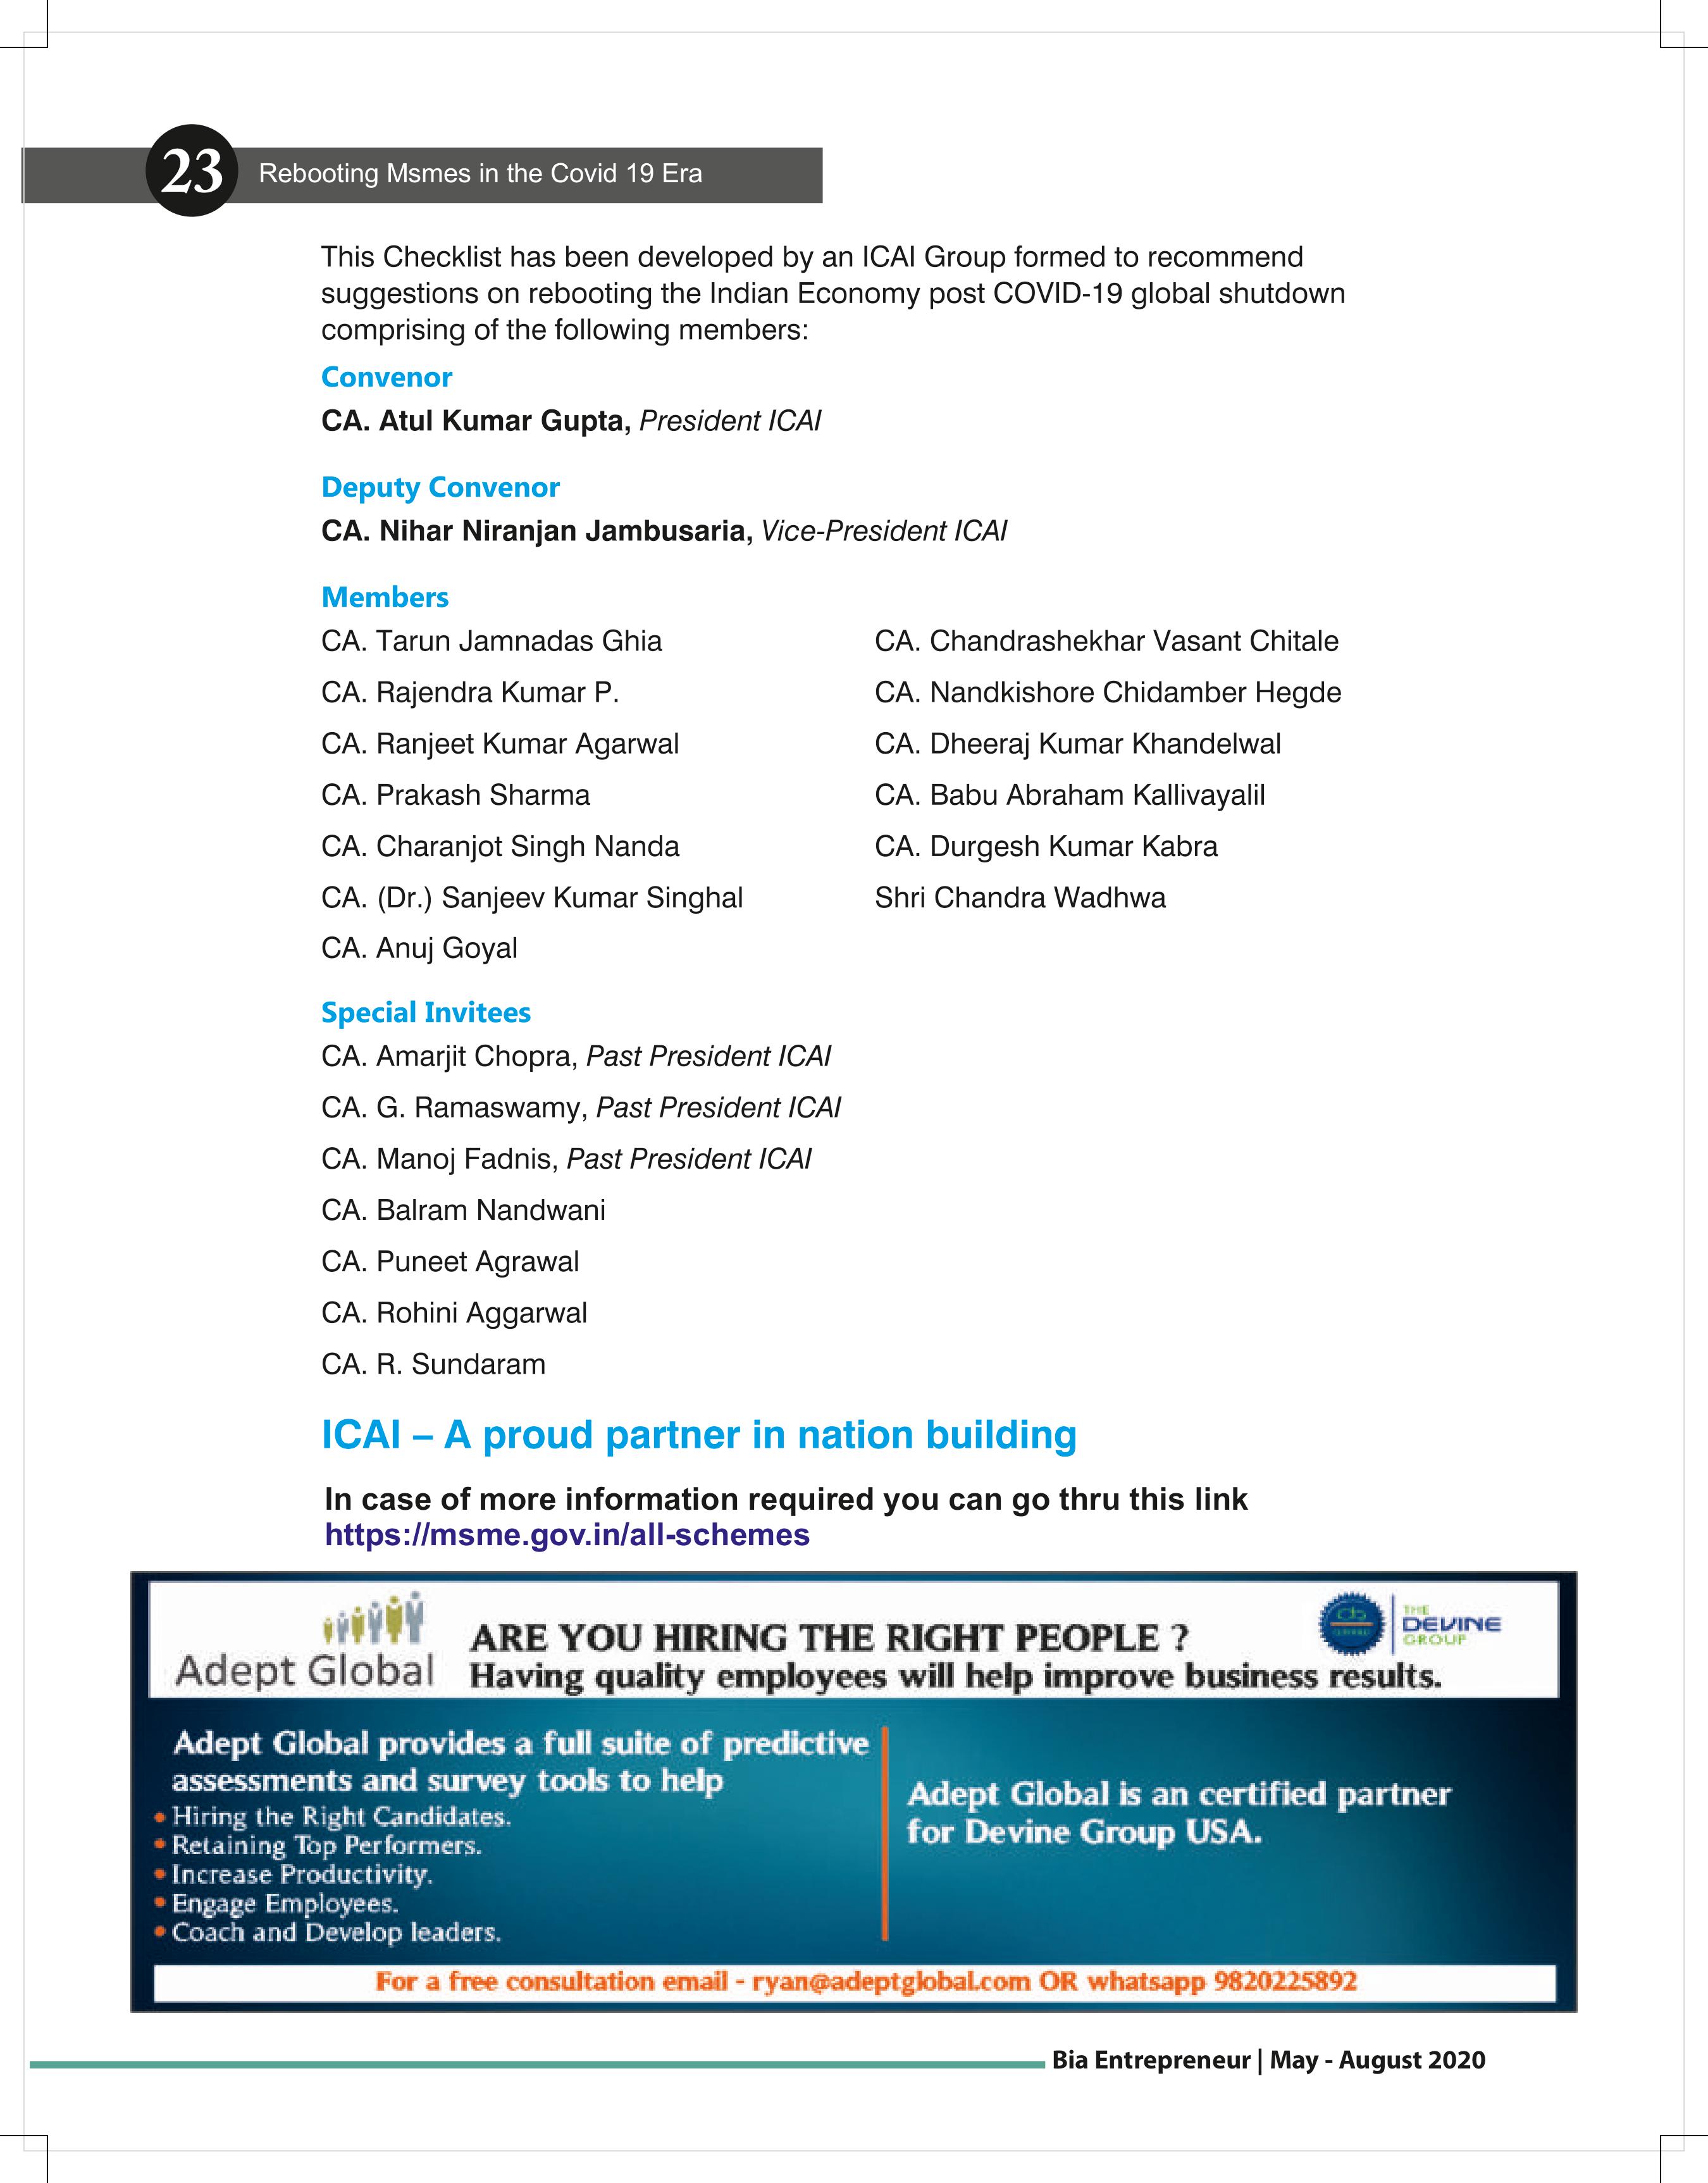 23
Rebooting Msmes in the Covid 19 Era
This Checklist has been developed by an ICAI Group formed to recommend
suggestions on rebooting the Indian Economy post COVID-19 global shutdown
comprising of the following members:
Convenor
CA. Atul Kumar Gupta, President ICAI
Deputy Convenor
CA. Nihar Niranjan Jambusaria, Vice-President ICAI
Members
CA. Tarun Jamnadas Ghia
CA. Rajendra Kumar P.
CA. Ranjeet Kumar Agarwal
CA. Prakash Sharma
CA. Charanjot Singh Nanda
CA. (Dr.) Sanjeev Kumar Singhal
CA. Anuj Goyal
CA. Chandrashekhar Vasant Chitale
CA. Nandkishore Chidamber Hegde
CA. Dheeraj Kumar Khandelwal
CA. Babu Abraham Kallivayalil
CA. Durgesh Kumar Kabra
Shri Chandra Wadhwa
Special Invitees
CA. Amarjit Chopra, Past President ICAI
CA. G. Ramaswamy, Past President ICAI
CA. Manoj Fadnis, Past President ICAI
CA. Balram Nandwani
CA. Puneet Agrawal
CA. Rohini Aggarwal
CA. R. Sundaram
ICAI – A proud partner in nation building
In case of more information required you can go thru this link
https://msme.gov.in/all-schemes
Adept Global
ARE YOU HIRING THE RIGHT PEOPLE ?
Having quality employees will help improve business results.
THE
DEVINE
GROUP
Adept Global provides a full suite of predictive
assessments and survey tools to help
• Hiring the Right Candidates.
• Retaining Top Performers.
• Increase Productivity.
• Engage Employees.
• Coach and Develop leaders.
Adept Global is an certified partner
for Devine Group USA.
For a free consultation email - ryan@adeptglobal.com OR whatsapp 9820225892
Bia Entrepreneur | May - August 2020